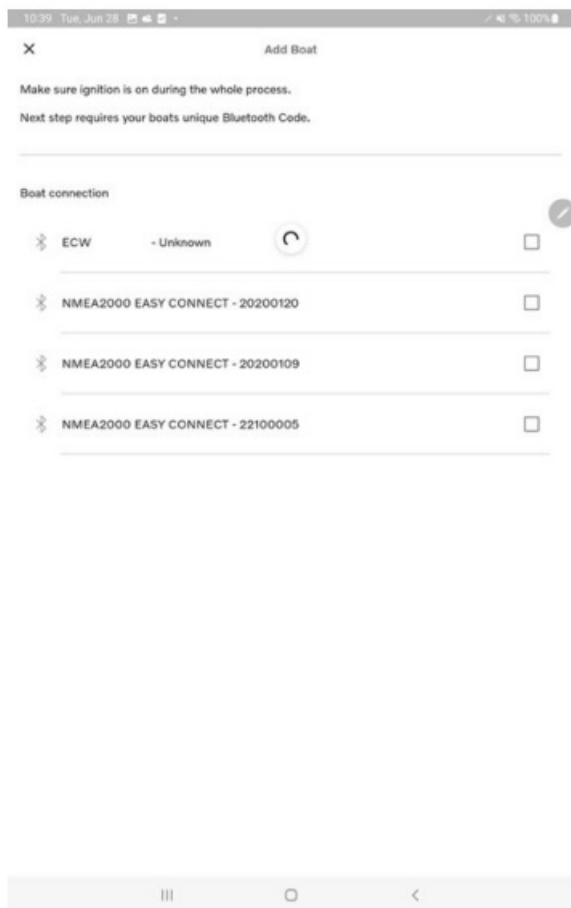 10:39 Tue, Jun 28 100%
Add Boat
Make sure ignition is on during the whole process.
Next step requires your boats unique Bluetooth Code.
Boat connection
ECW - Unknown
NMEA2000 EASY CONNECT - 20200120
NMEA2000 EASY CONNECT - 20200109
NMEA2000 EASY CONNECT - 22100005